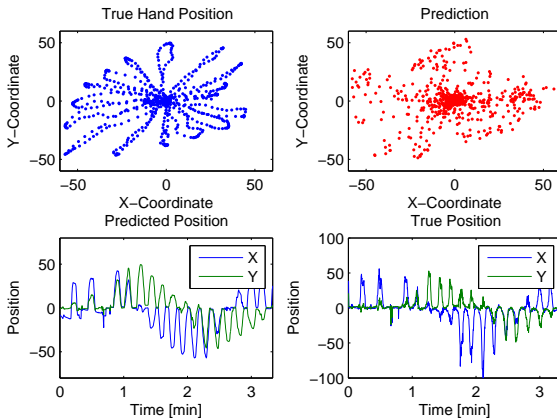 True Hand Position
50
0
−50
Y−Coordinate
−50 0 50
X−Coordinate
Prediction
50
0
−50
Y−Coordinate
−50 0 50
X−Coordinate
Predicted Position
50
0
−50
Position
0 1 2 3
Time [min]
X
Y
True Position
100
50
0
−50
−100
Position
0 1 2 3
Time [min]
X
Y